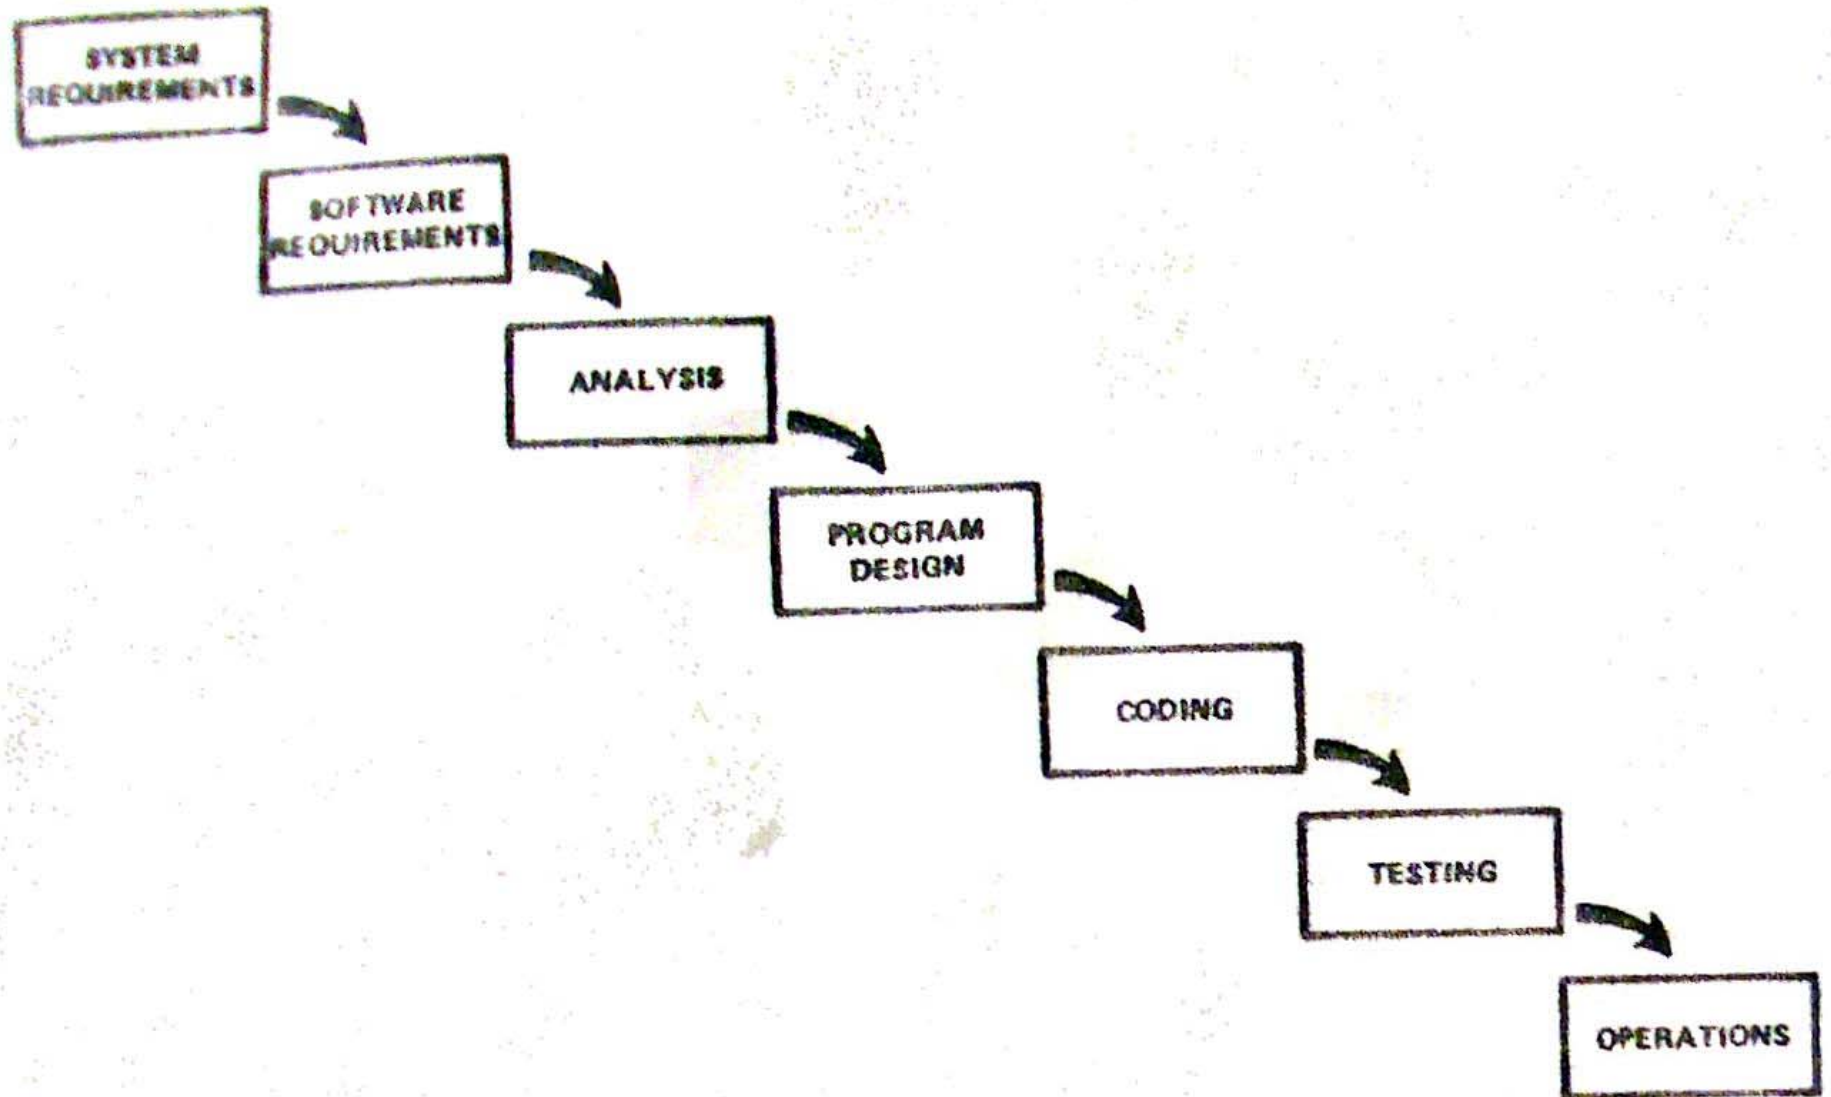 SYSTEM
REQUIREMENTS
SOFTWARE
REQUIREMENTS
ANALYSIS
PROGRAM
DESIGN
CODING
TESTING
OPERATIONS